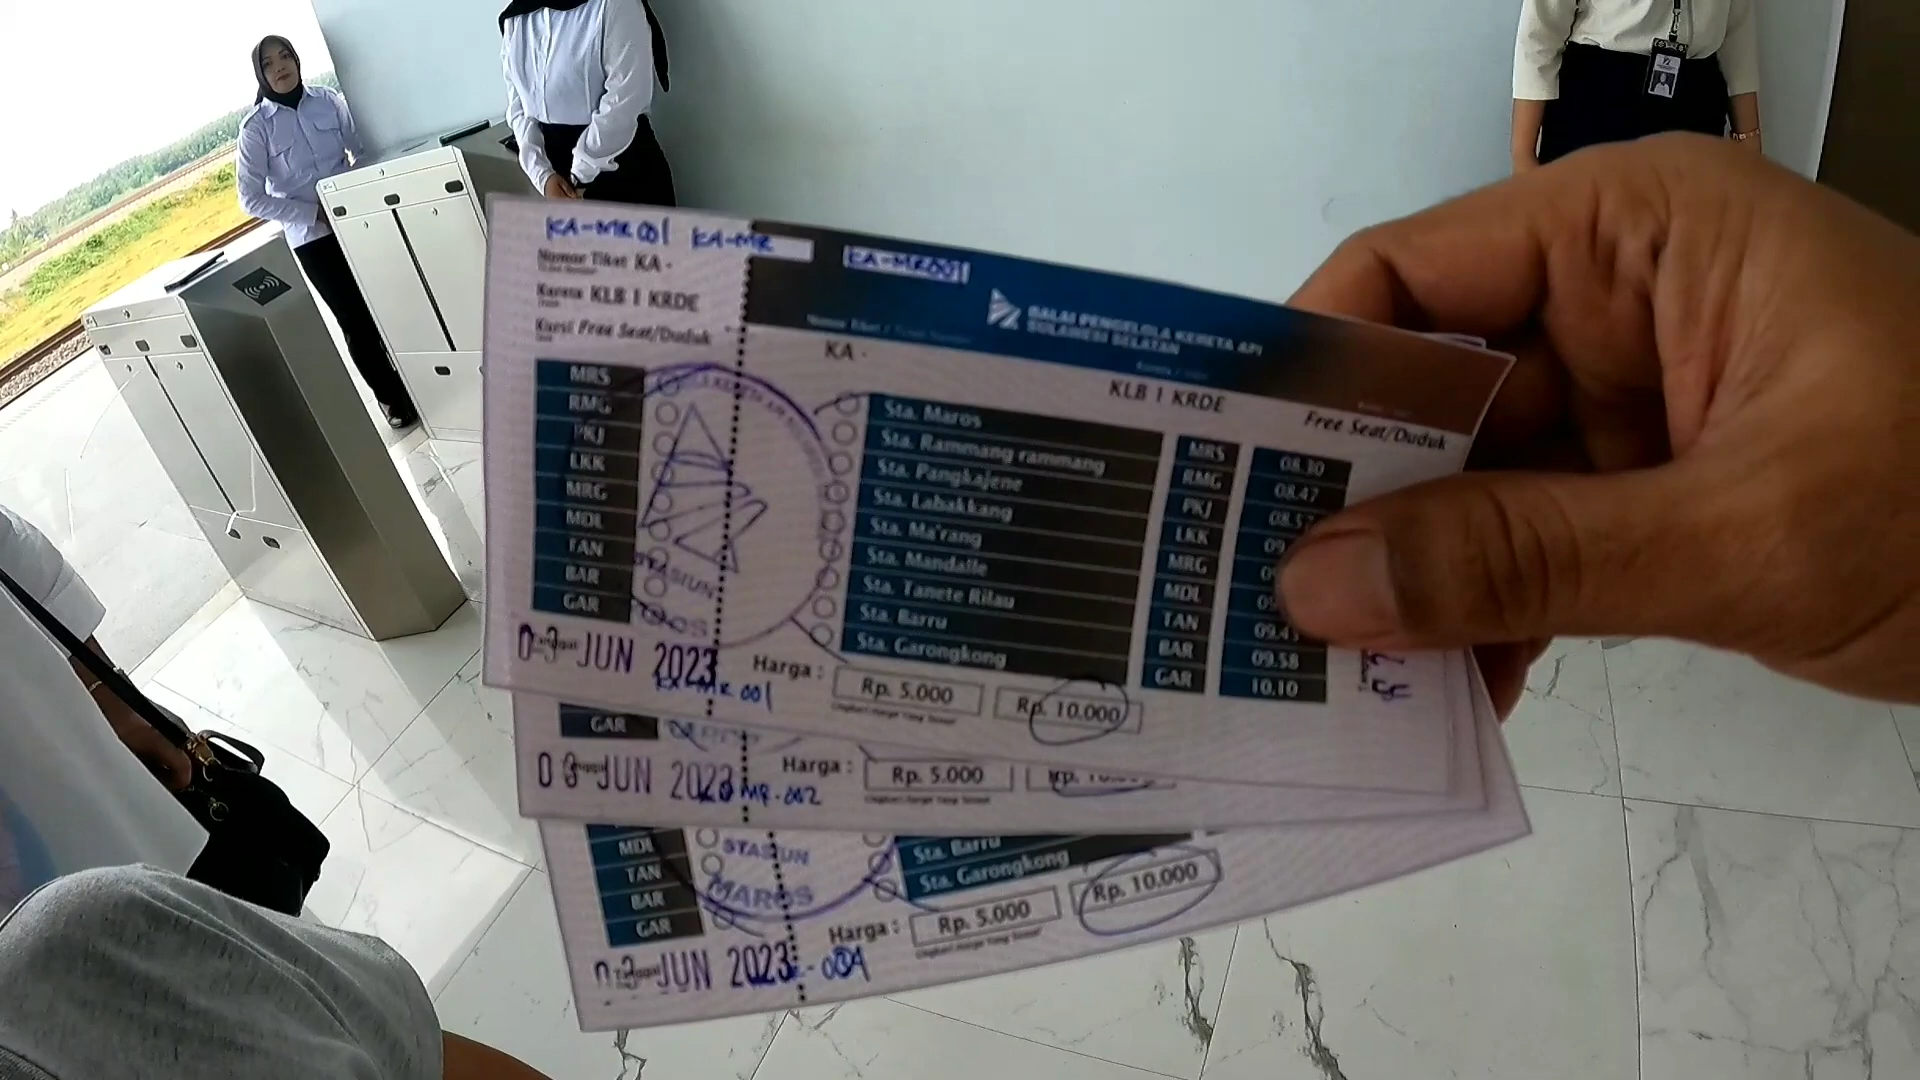 KA-MR001 KA-MR
KA-MR001
Nomor Tiket KA -
Kereta KLB 1 KRDE
Kursi Free Seat/Duduk
BALAI PENGELOLA KERETA API
SULAWESI SELATAN
KA -
KLB 1 KRDE
Free Seat/Duduk
MRS
RMG
PKJ
LKK
MRG
MDL
TAN
BAR
GAR
Sta. Maros MRS 08.30
Sta. Rammang rammang RMG 08.47
Sta. Pangkajene PKJ
Sta. Labakkang LKK
Sta. Ma'rang MRG
Sta. Mandalle MDL
Sta. Tanete Rilau TAN
Sta. Barru BAR 09.58
Sta. Garongkong GAR 10.10
STASIUN
03 JUN 2023
Harga : Rp. 5.000 Rp. 10.000
MR 001
GAR
03 JUN 2023
MR-002
Harga : Rp. 5.000
MDL
TAN
BAR
GAR
STASIUN
MAROS
Sta. Barru
Sta. Garongkong
Harga : Rp. 5.000 Rp. 10.000
03 JUN 2023